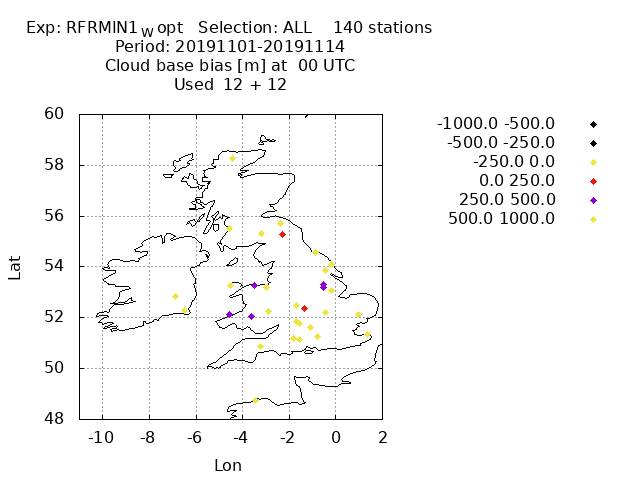 Exp: RFRMIN1_W opt Selection: ALL 140 stations
Period: 20191101-20191114
Cloud base bias [m] at 00 UTC
Used 12 + 12
-1000.0 -500.0
-500.0 -250.0
-250.0 0.0
0.0 250.0
250.0 500.0
500.0 1000.0
60
58
56
54
52
50
48
Lat
-10 -8 -6 -4 -2 0 2
Lon